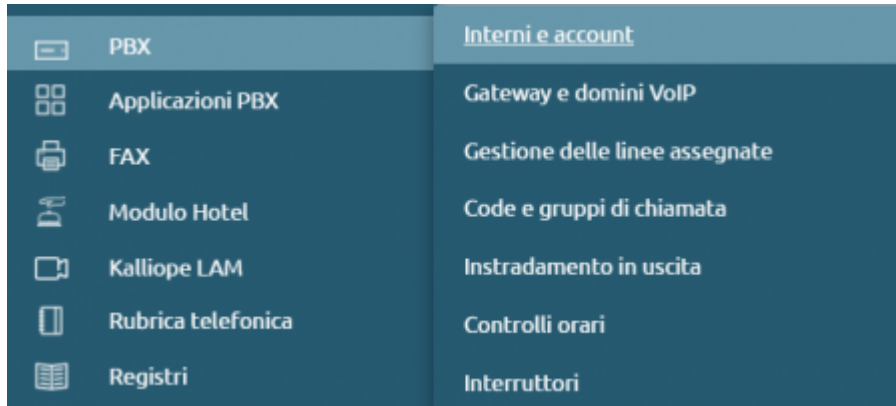 PBX
Applicazioni PBX
FAX
Modulo Hotel
Kalliope LAM
Rubrica telefonica
Registri
Interni e account
Gateway e domini VoIP
Gestione delle linee assegnate
Code e gruppi di chiamata
Instradamento in uscita
Controlli orari
Interruttori